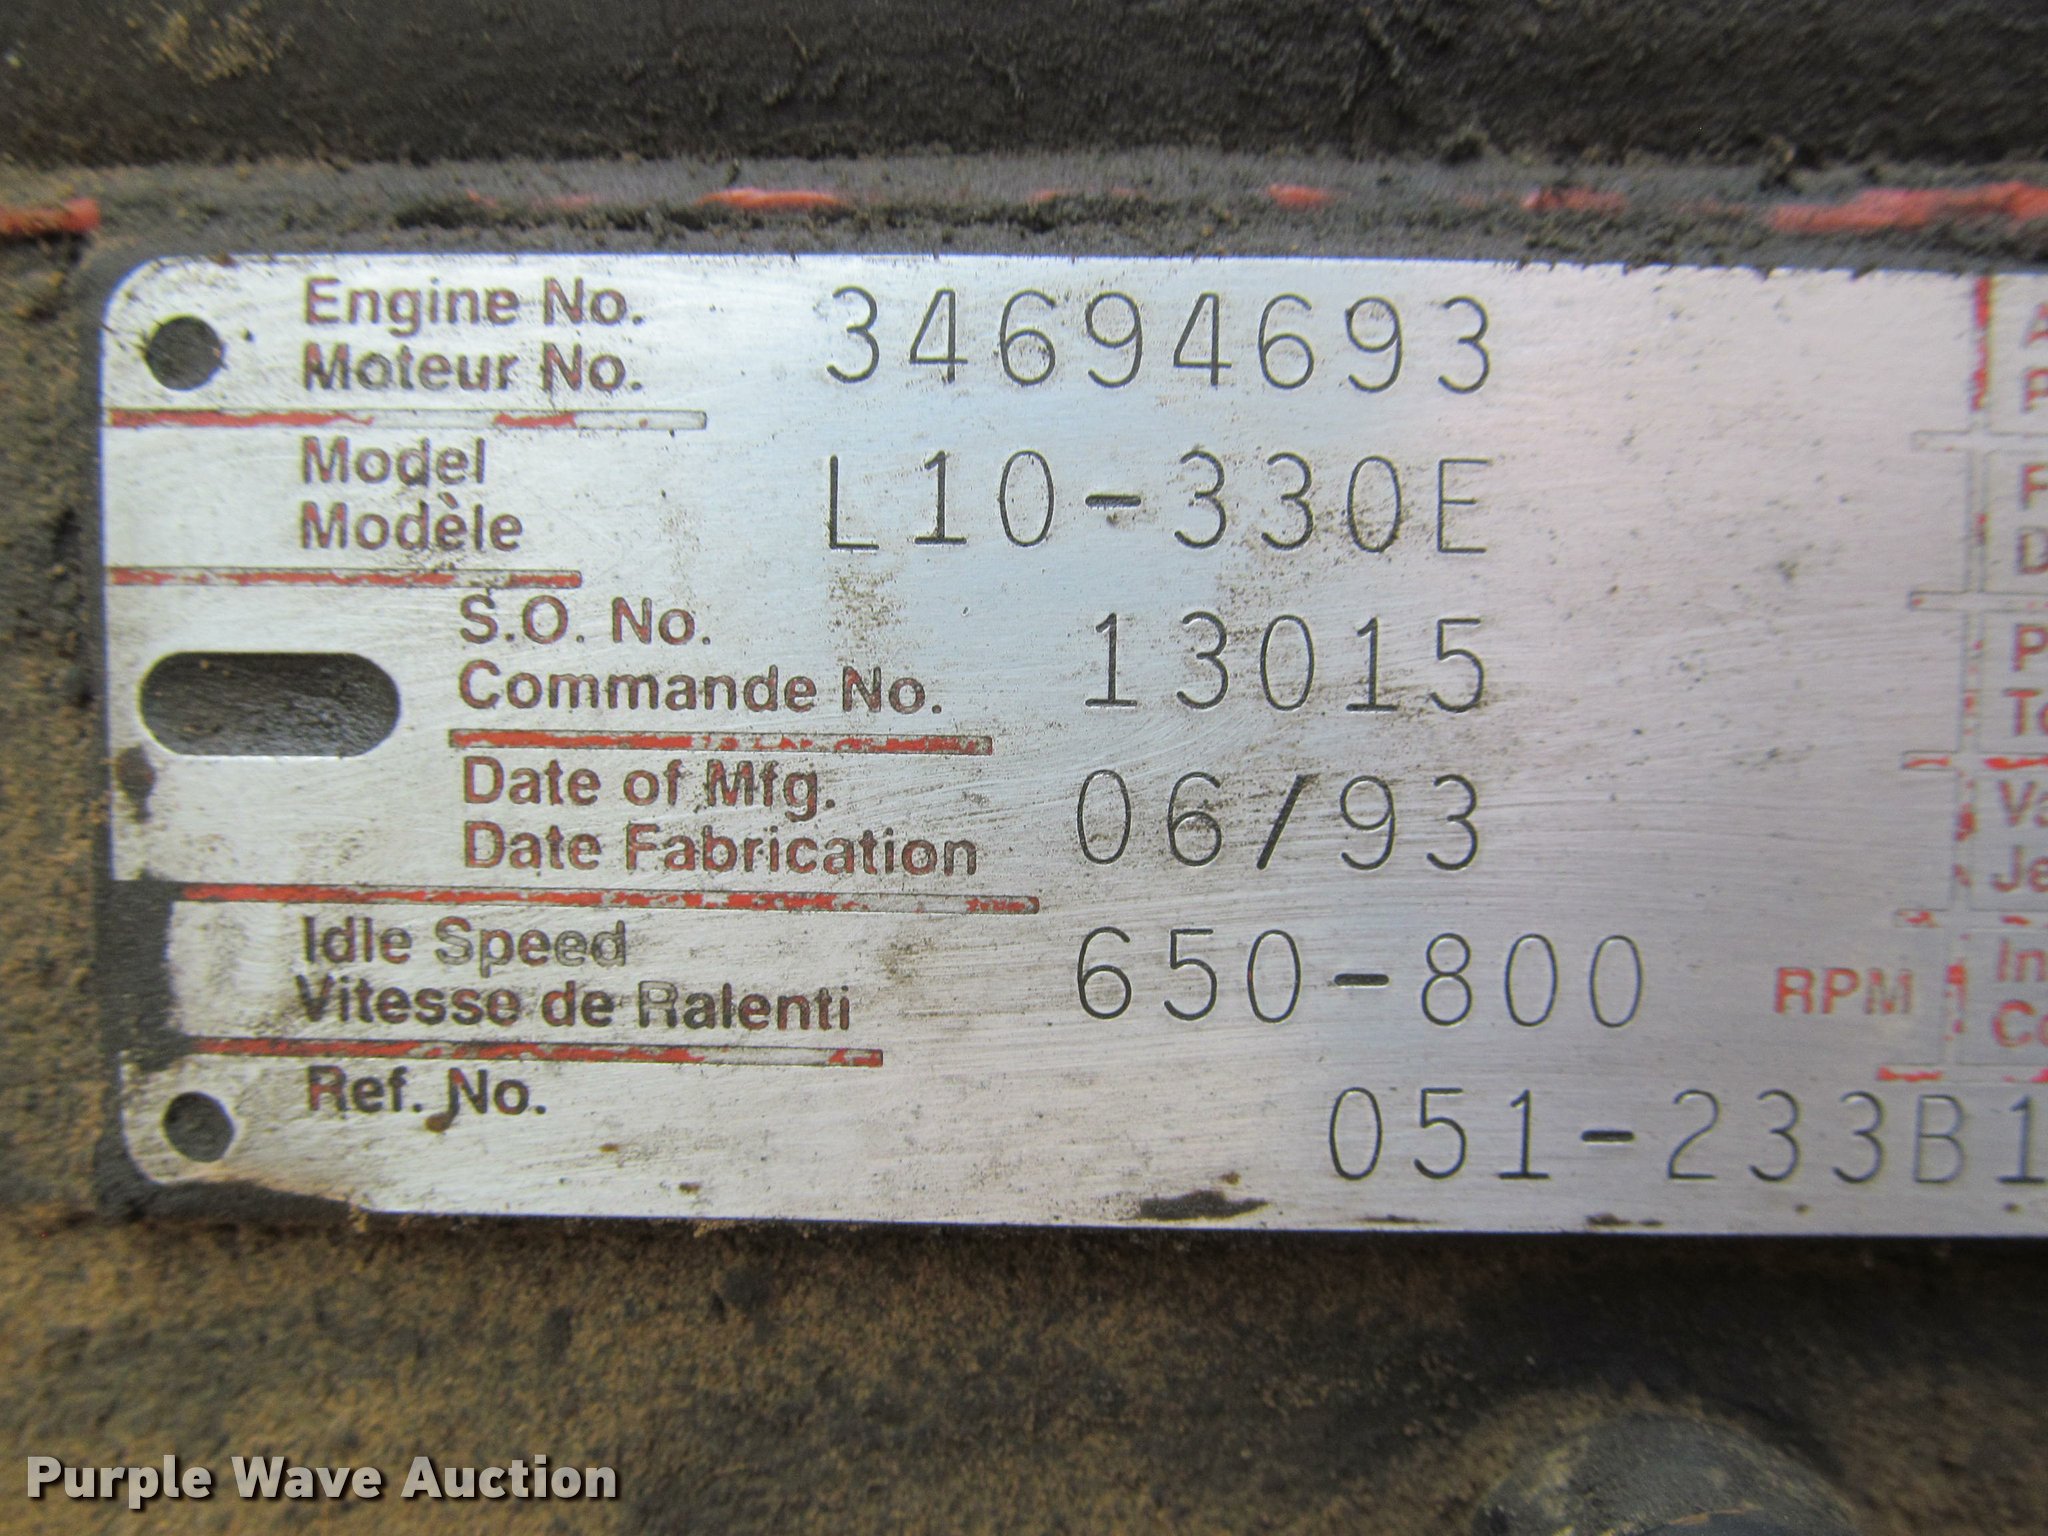 Engine No. 34694693
Moteur No.
Model L10-330E
Modèle
S.O. No. 13015
Commande No.
Date of Mfg. 06/93
Date Fabrication
Idle Speed 650-800 RPM
Vitesse de Ralenti
Ref. No. 051-233B1
Purple Wave Auction